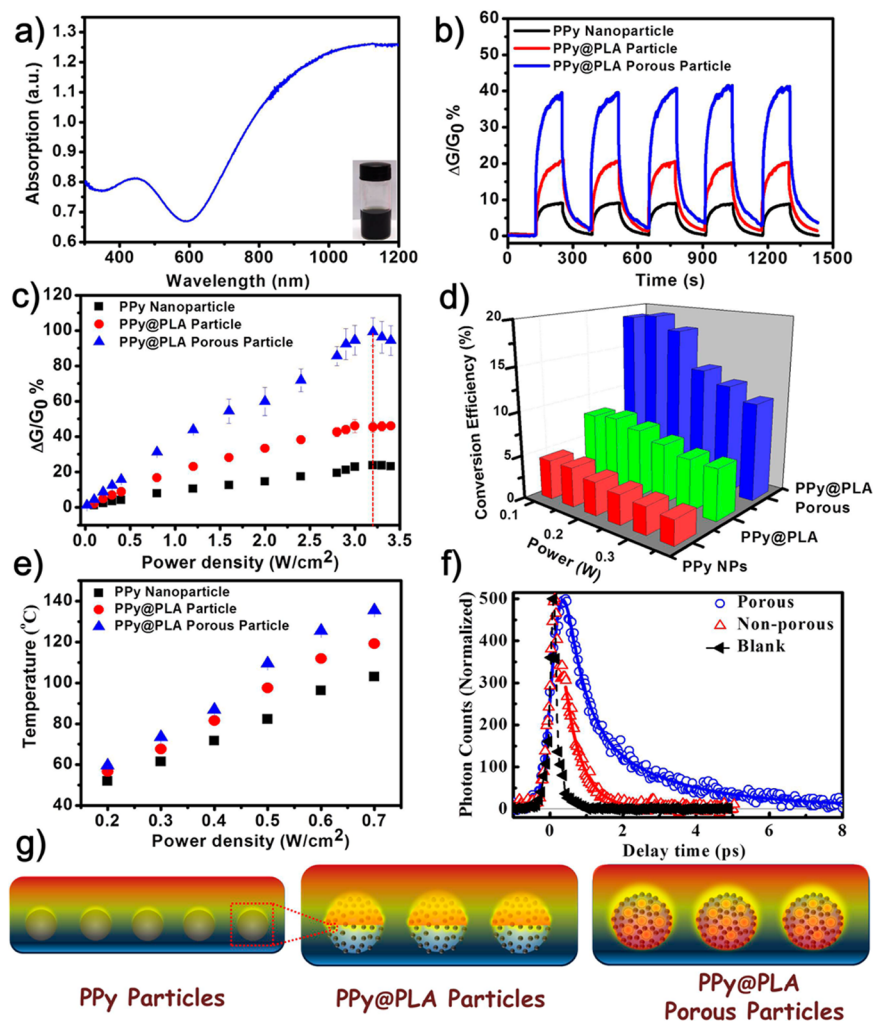 a)
1.3
1.2
1.1
1.0
0.9
0.8
0.7
0.6
Absorption (a.u.)
400
600
800
1000
1200
Wavelength (nm)
b)
60
50
40
30
20
10
0
ΔG/G0 %
PPy Nanoparticle
PPy@PLA Particle
PPy@PLA Porous Particle
0
300
600
900
1200
1500
Time (s)
c)
120
100
80
60
40
20
0
ΔG/G0 %
PPy Nanoparticle
PPy@PLA Particle
PPy@PLA Porous Particle
0.0
0.5
1.0
1.5
2.0
2.5
3.0
3.5
Power density (W/cm2)
d)
20
15
10
5
0
Conversion Efficiency (%)
0.1
0.2
0.3
Power (W)
PPy NPs
PPy@PLA
PPy@PLA
Porous
e)
140
120
100
80
60
40
Temperature (°C)
PPy Nanoparticle
PPy@PLA Particle
PPy@PLA Porous Particle
0.2
0.3
0.4
0.5
0.6
0.7
Power density (W/cm2)
f)
500
400
300
200
100
0
Photon Counts (Normalized)
Porous
Non-porous
Blank
0
2
4
6
8
Delay time (ps)
g)
PPy Particles
PPy@PLA Particles
PPy@PLA
Porous Particles